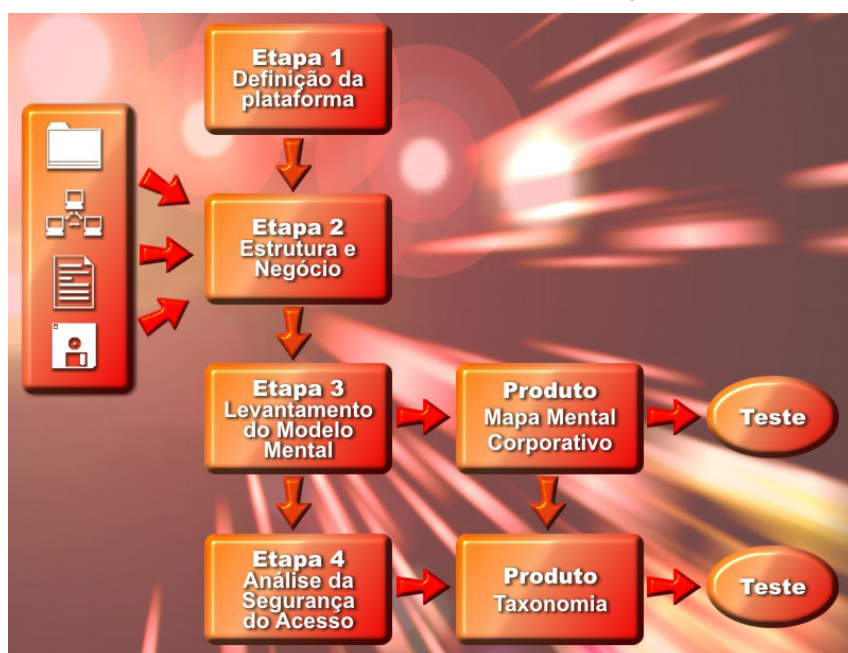 Etapa 1
Definição da
plataforma
Etapa 2
Estrutura e
Negócio
Etapa 3
Levantamento
do Modelo
Mental
Produto
Mapa Mental
Corporativo
Teste
Etapa 4
Análise da
Segurança
do Acesso
Produto
Taxonomia
Teste